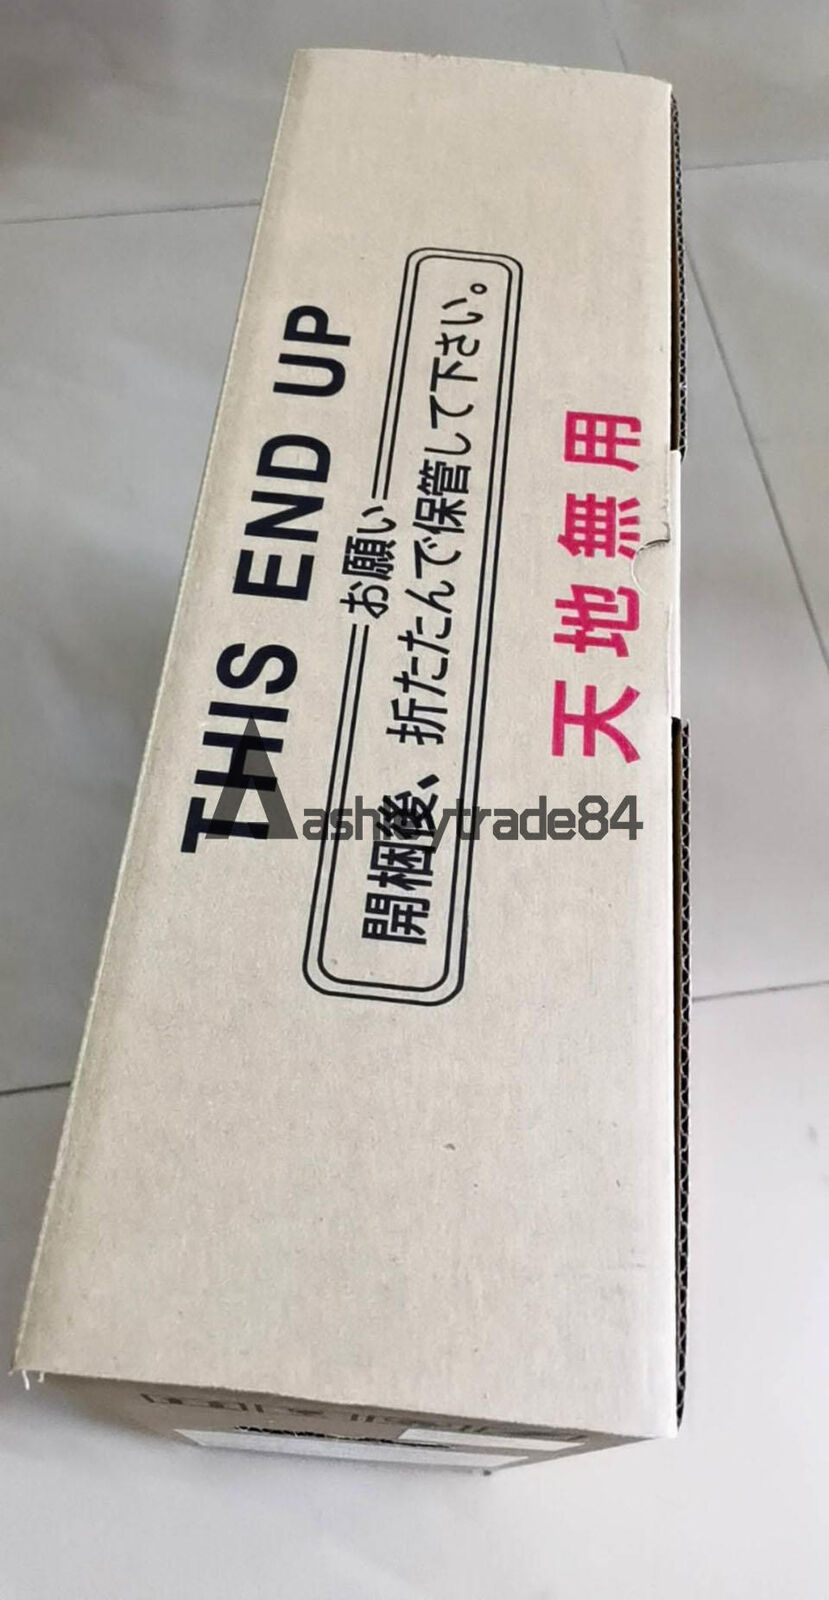 THIS END UP
お願い
開梱後、折たたんで保管して下さい。
天地無用
ashleytrade84